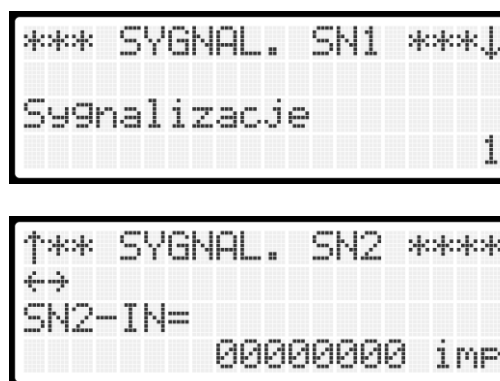 *** SYGNAL. SN1 ***↓
Sygnalizacje
1
↑** SYGNAL. SN2 ****
←→
SN2-IN=
00000000 imp